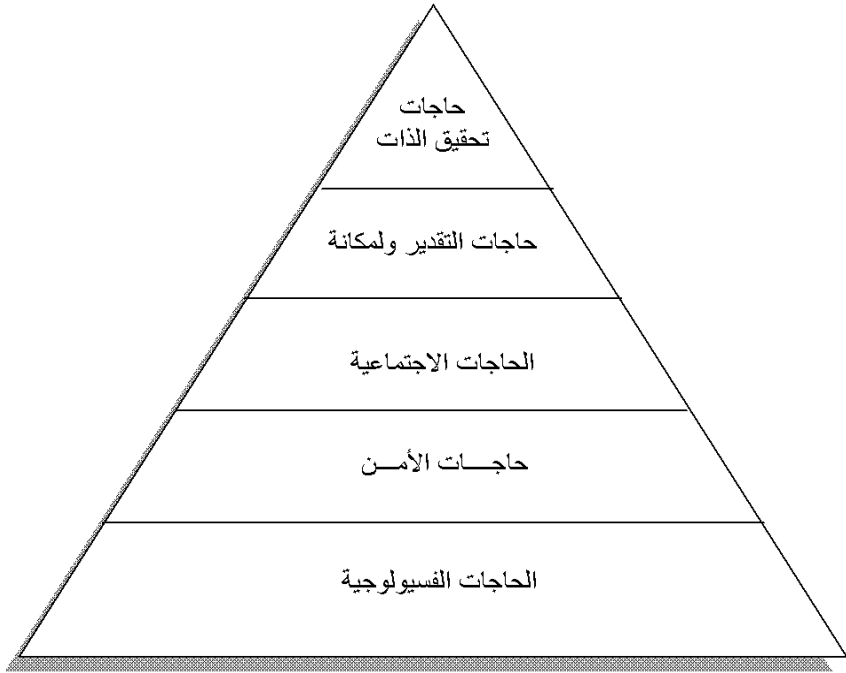 حاجات
تحقيق الذات
حاجات التقدير ولمكانة
الحاجات الاجتماعية
حاجـــات الأمـــن
الحاجات الفسيولوجية